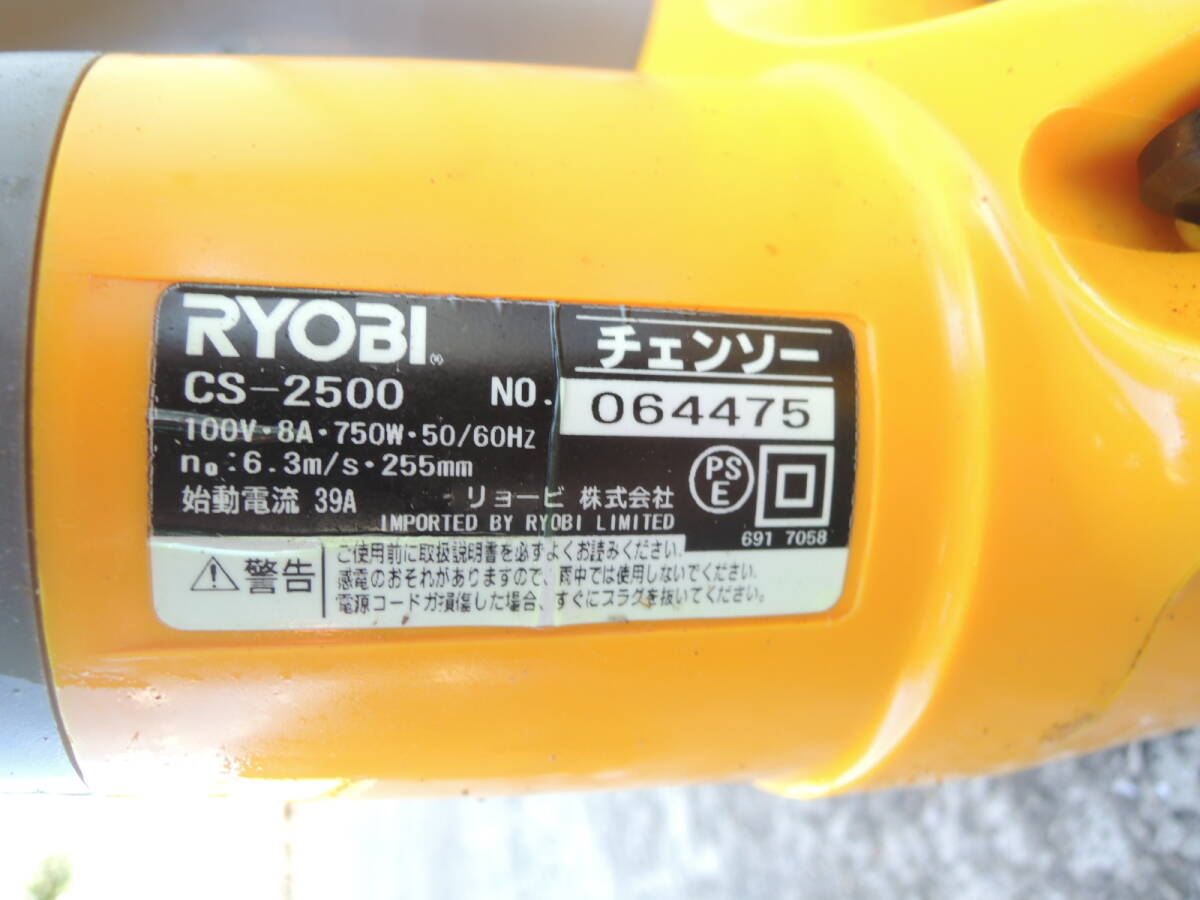 RYOBI®
チェンソー
CS-2500 NO. 064475
100V・8A・750W・50/60Hz
n₀:6.3m/s・255mm
始動電流 39A リョービ 株式会社
IMPORTED BY RYOBI LIMITED
PS
E
691 7058
警告
ご使用前に取扱説明書を必ずよくお読みください.
感電のおそれがありますので、雨中では使用しないでください.
電源コードガ損傷した場合、すぐにプラグを抜いてください。